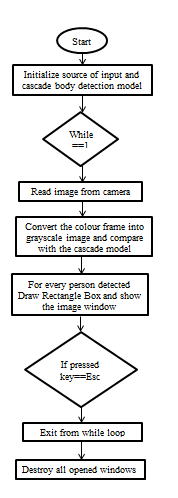 Start
Initialize source of input and
cascade body detection model
While
==1
Read image from camera
Convert the colour frame into
grayscale image and compare
with the cascade model
For every person detected
Draw Rectangle Box and show
the image window
If pressed
key==Esc
Exit from while loop
Destroy all opened windows